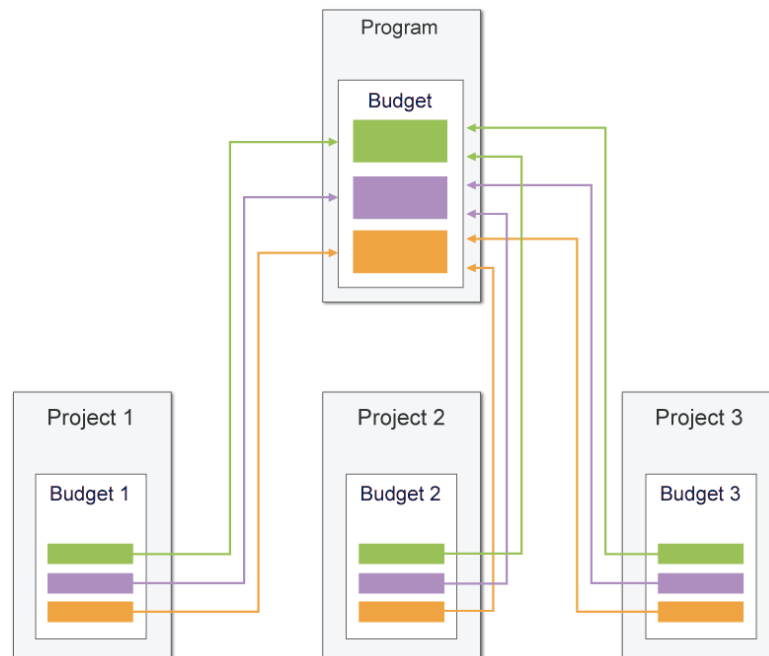 Program
Budget
Project 1
Project 2
Project 3
Budget 1
Budget 2
Budget 3